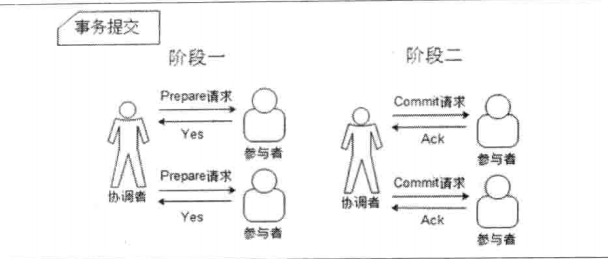 事务提交
阶段一
Prepare请求
Yes
参与者
Prepare请求
Yes
协调者
参与者
阶段二
Commit请求
Ack
参与者
Commit请求
Ack
协调者
参与者